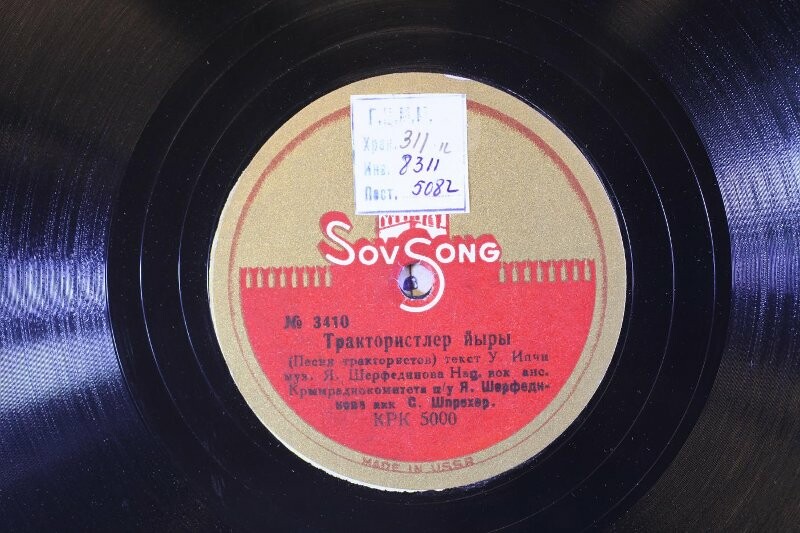 Г.Ц.М.М.
Хран. 311 п
Инв. 8311
Пост. 5082
SOVSONG
№ 3410
Трактористлер йыры
(Песня трактористов) текст У. Ипчи
муз. Я. Шерфединова Нац. вок анс.
Крымрадиокомитета п/у Я. Шерфеди-
нова акк С. Шпрехер.
КРК 5000
MADE IN USSR